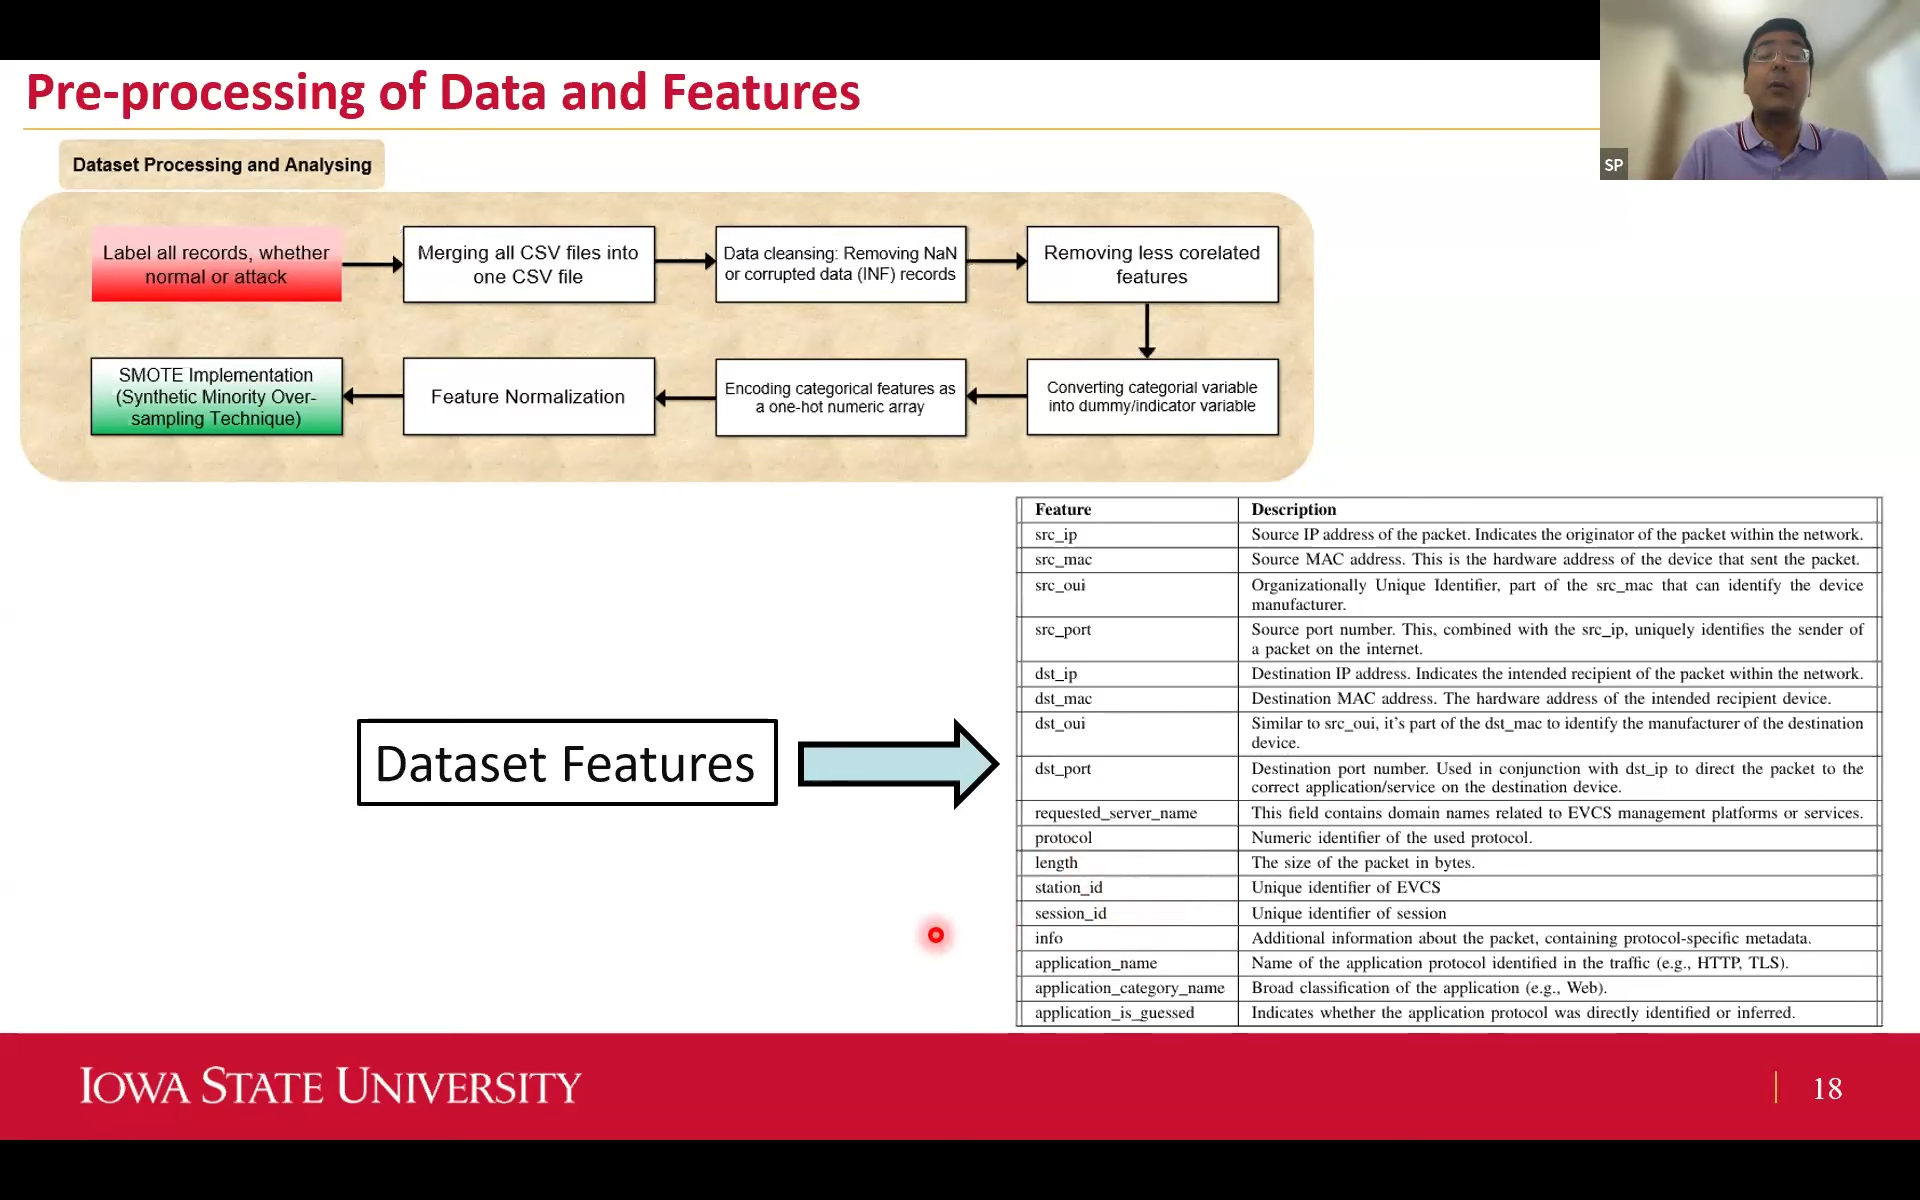 Pre-processing of Data and Features
SP
Dataset Processing and Analysing
Label all records, whether
normal or attack
Merging all CSV files into
one CSV file
Data cleansing: Removing NaN
or corrupted data (INF) records
Removing less corelated
features
SMOTE Implementation
(Synthetic Minority Over-
sampling Technique)
Feature Normalization
Encoding categorical features as
a one-hot numeric array
Converting categorial variable
into dummy/indicator variable
Dataset Features
Feature Description
src_ip Source IP address of the packet. Indicates the originator of the packet within the network.
src_mac Source MAC address. This is the hardware address of the device that sent the packet.
src_oui Organizationally Unique Identifier, part of the src_mac that can identify the device
manufacturer.
src_port Source port number. This, combined with the src_ip, uniquely identifies the sender of
a packet on the internet.
dst_ip Destination IP address. Indicates the intended recipient of the packet within the network.
dst_mac Destination MAC address. The hardware address of the intended recipient device.
dst_oui Similar to src_oui, it's part of the dst_mac to identify the manufacturer of the destination
device.
dst_port Destination port number. Used in conjunction with dst_ip to direct the packet to the
correct application/service on the destination device.
requested_server_name This field contains domain names related to EVCS management platforms or services.
protocol Numeric identifier of the used protocol.
length The size of the packet in bytes.
station_id Unique identifier of EVCS
session_id Unique identifier of session
info Additional information about the packet, containing protocol-specific metadata.
application_name Name of the application protocol identified in the traffic (e.g., HTTP, TLS).
application_category_name Broad classification of the application (e.g., Web).
application_is_guessed Indicates whether the application protocol was directly identified or inferred.
IOWA STATE UNIVERSITY
18